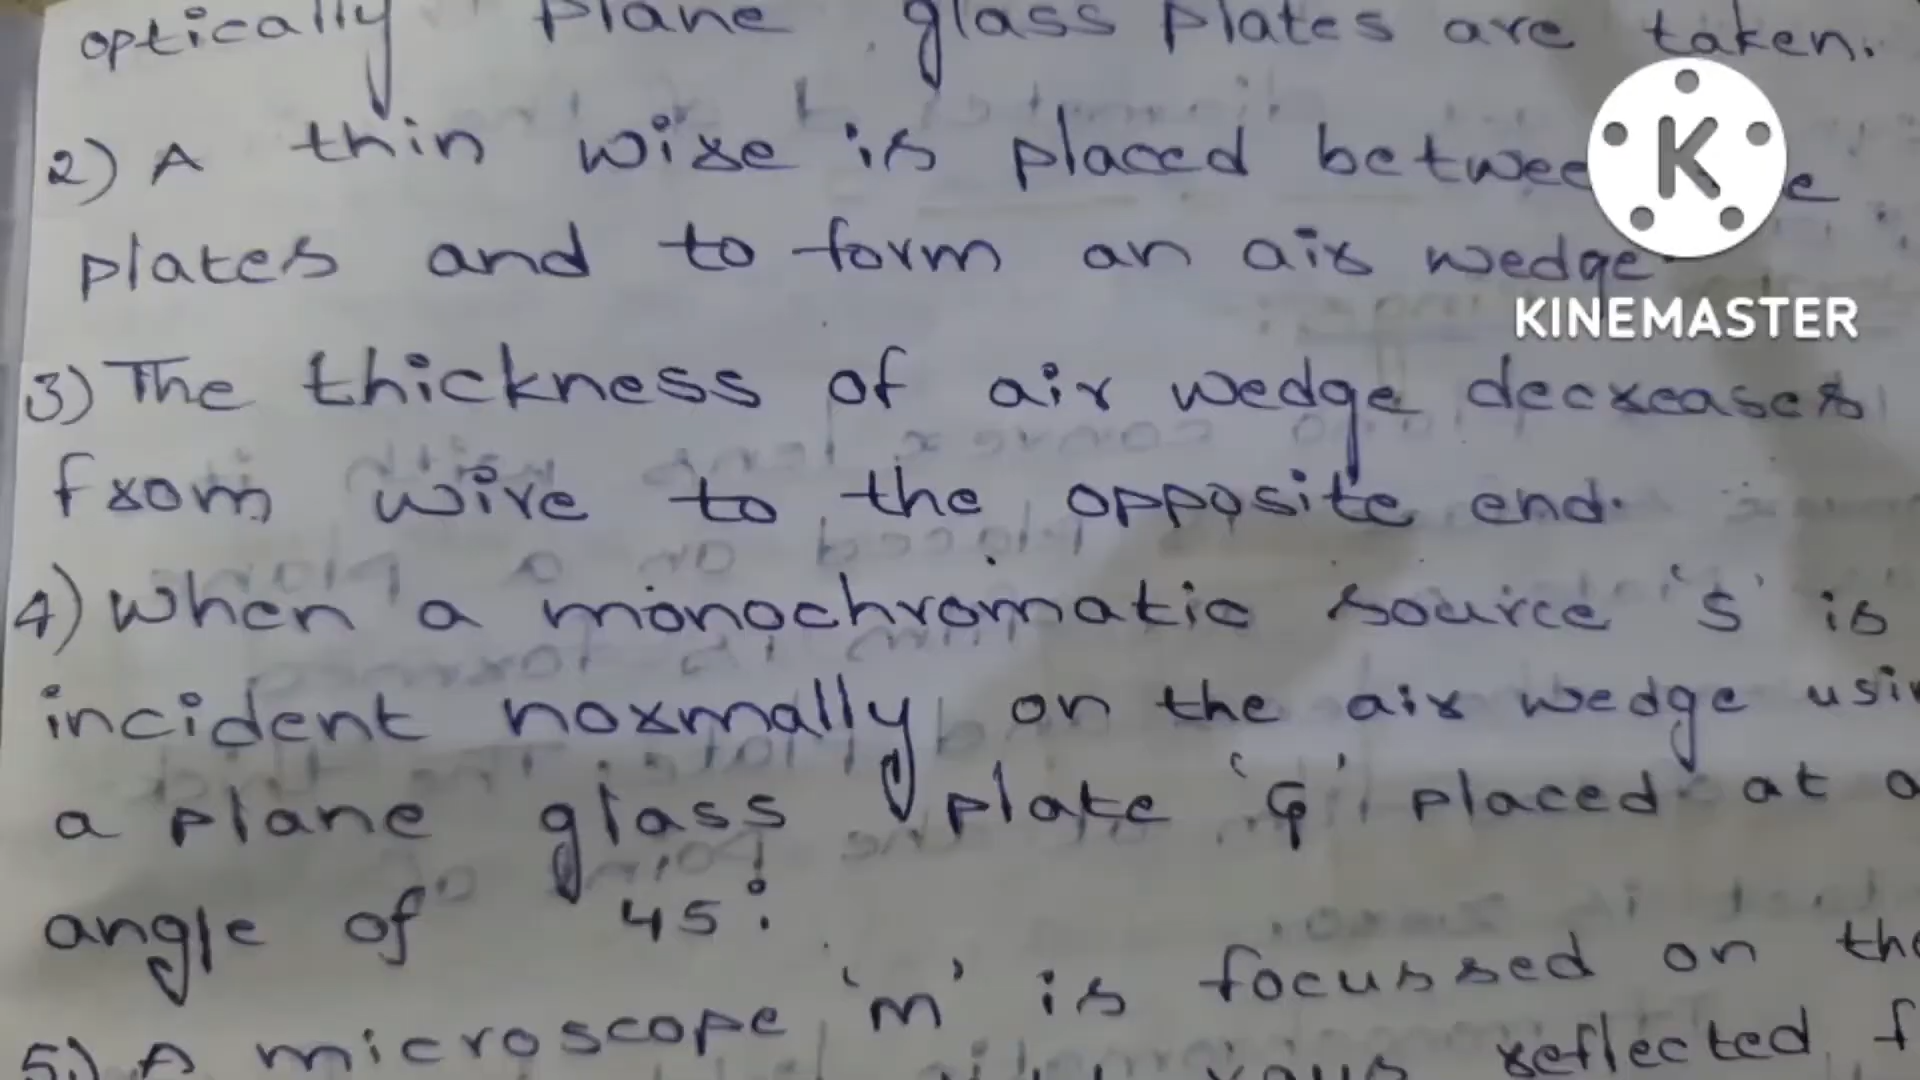 optically plane glass plates are taken.
2) A thin wire is placed
plates and to form an air wedge
KINEMASTER
3) The thickness of air wedge decreases
from wire to the opposite end.
4) When a monochromatic source 's' is
incident normally on the air wedge
a plane glass plate 'G' placed at a
angle of 45°.
5) A microscope 'm' is focussed on the
reflected